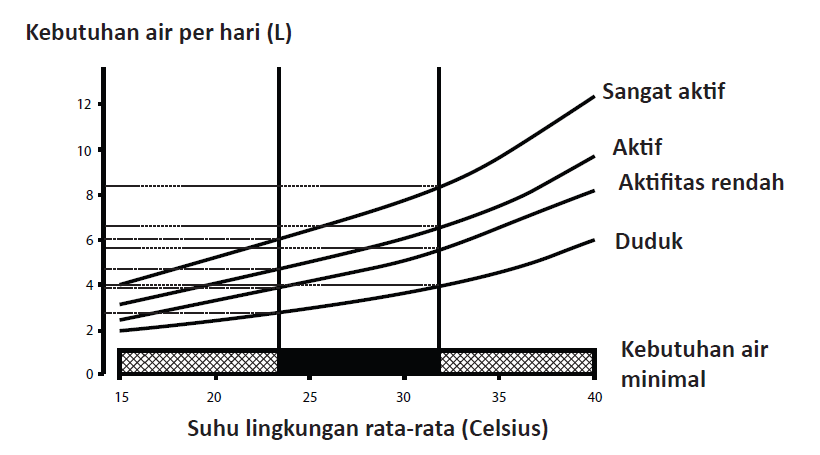 Kebutuhan air per hari (L)
12
10
8
6
4
2
0
Sangat aktif
Aktif
Aktifitas rendah
Duduk
Kebutuhan air
minimal
15 20 25 30 35 40
Suhu lingkungan rata-rata (Celsius)